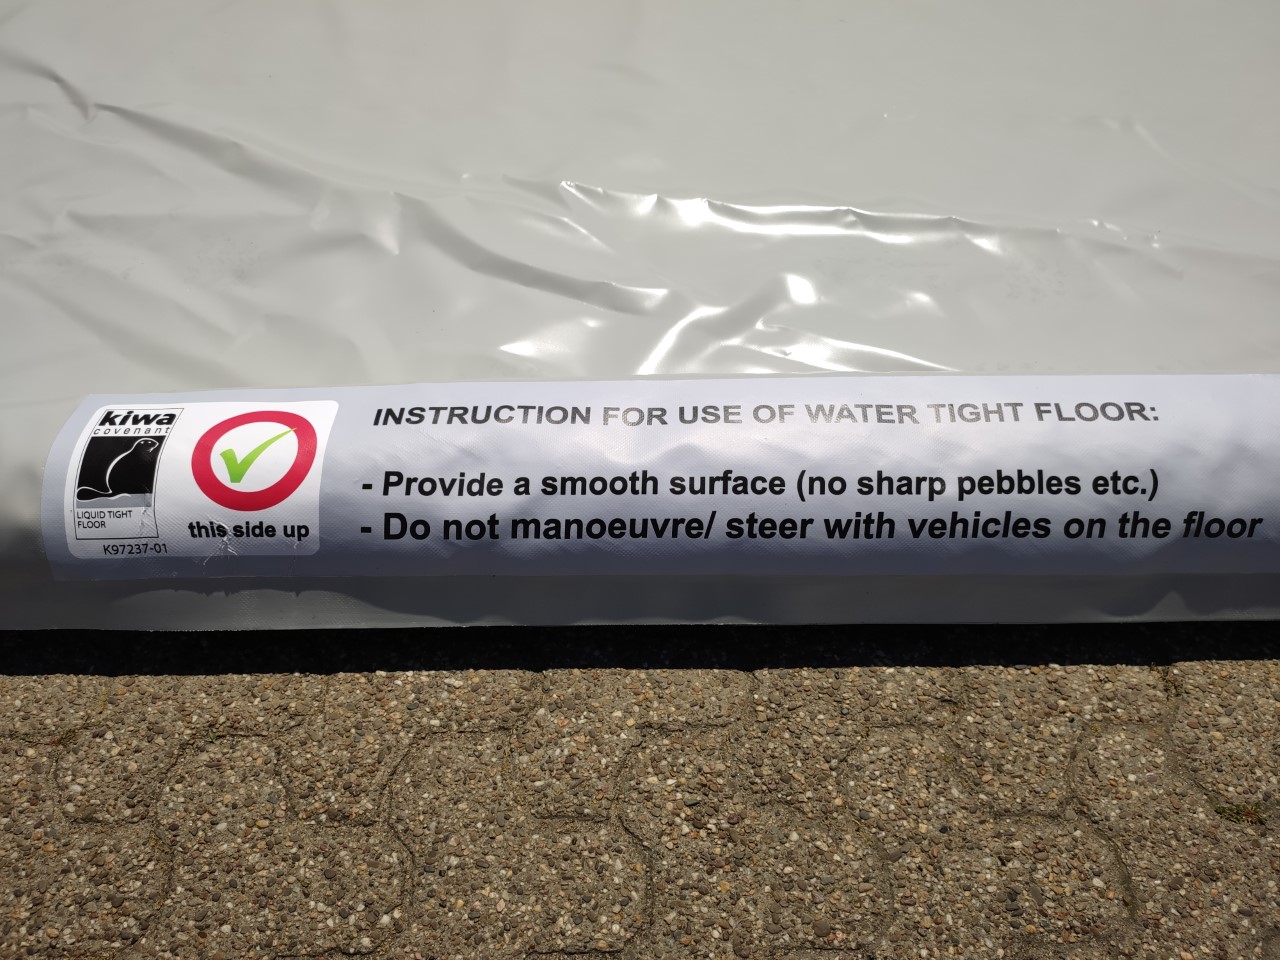 kiwa
covenant
LIQUID TIGHT
FLOOR
K97237-01
this side up
INSTRUCTION FOR USE OF WATER TIGHT FLOOR:
- Provide a smooth surface (no sharp pebbles etc.)
- Do not manoeuvre/ steer with vehicles on the floor